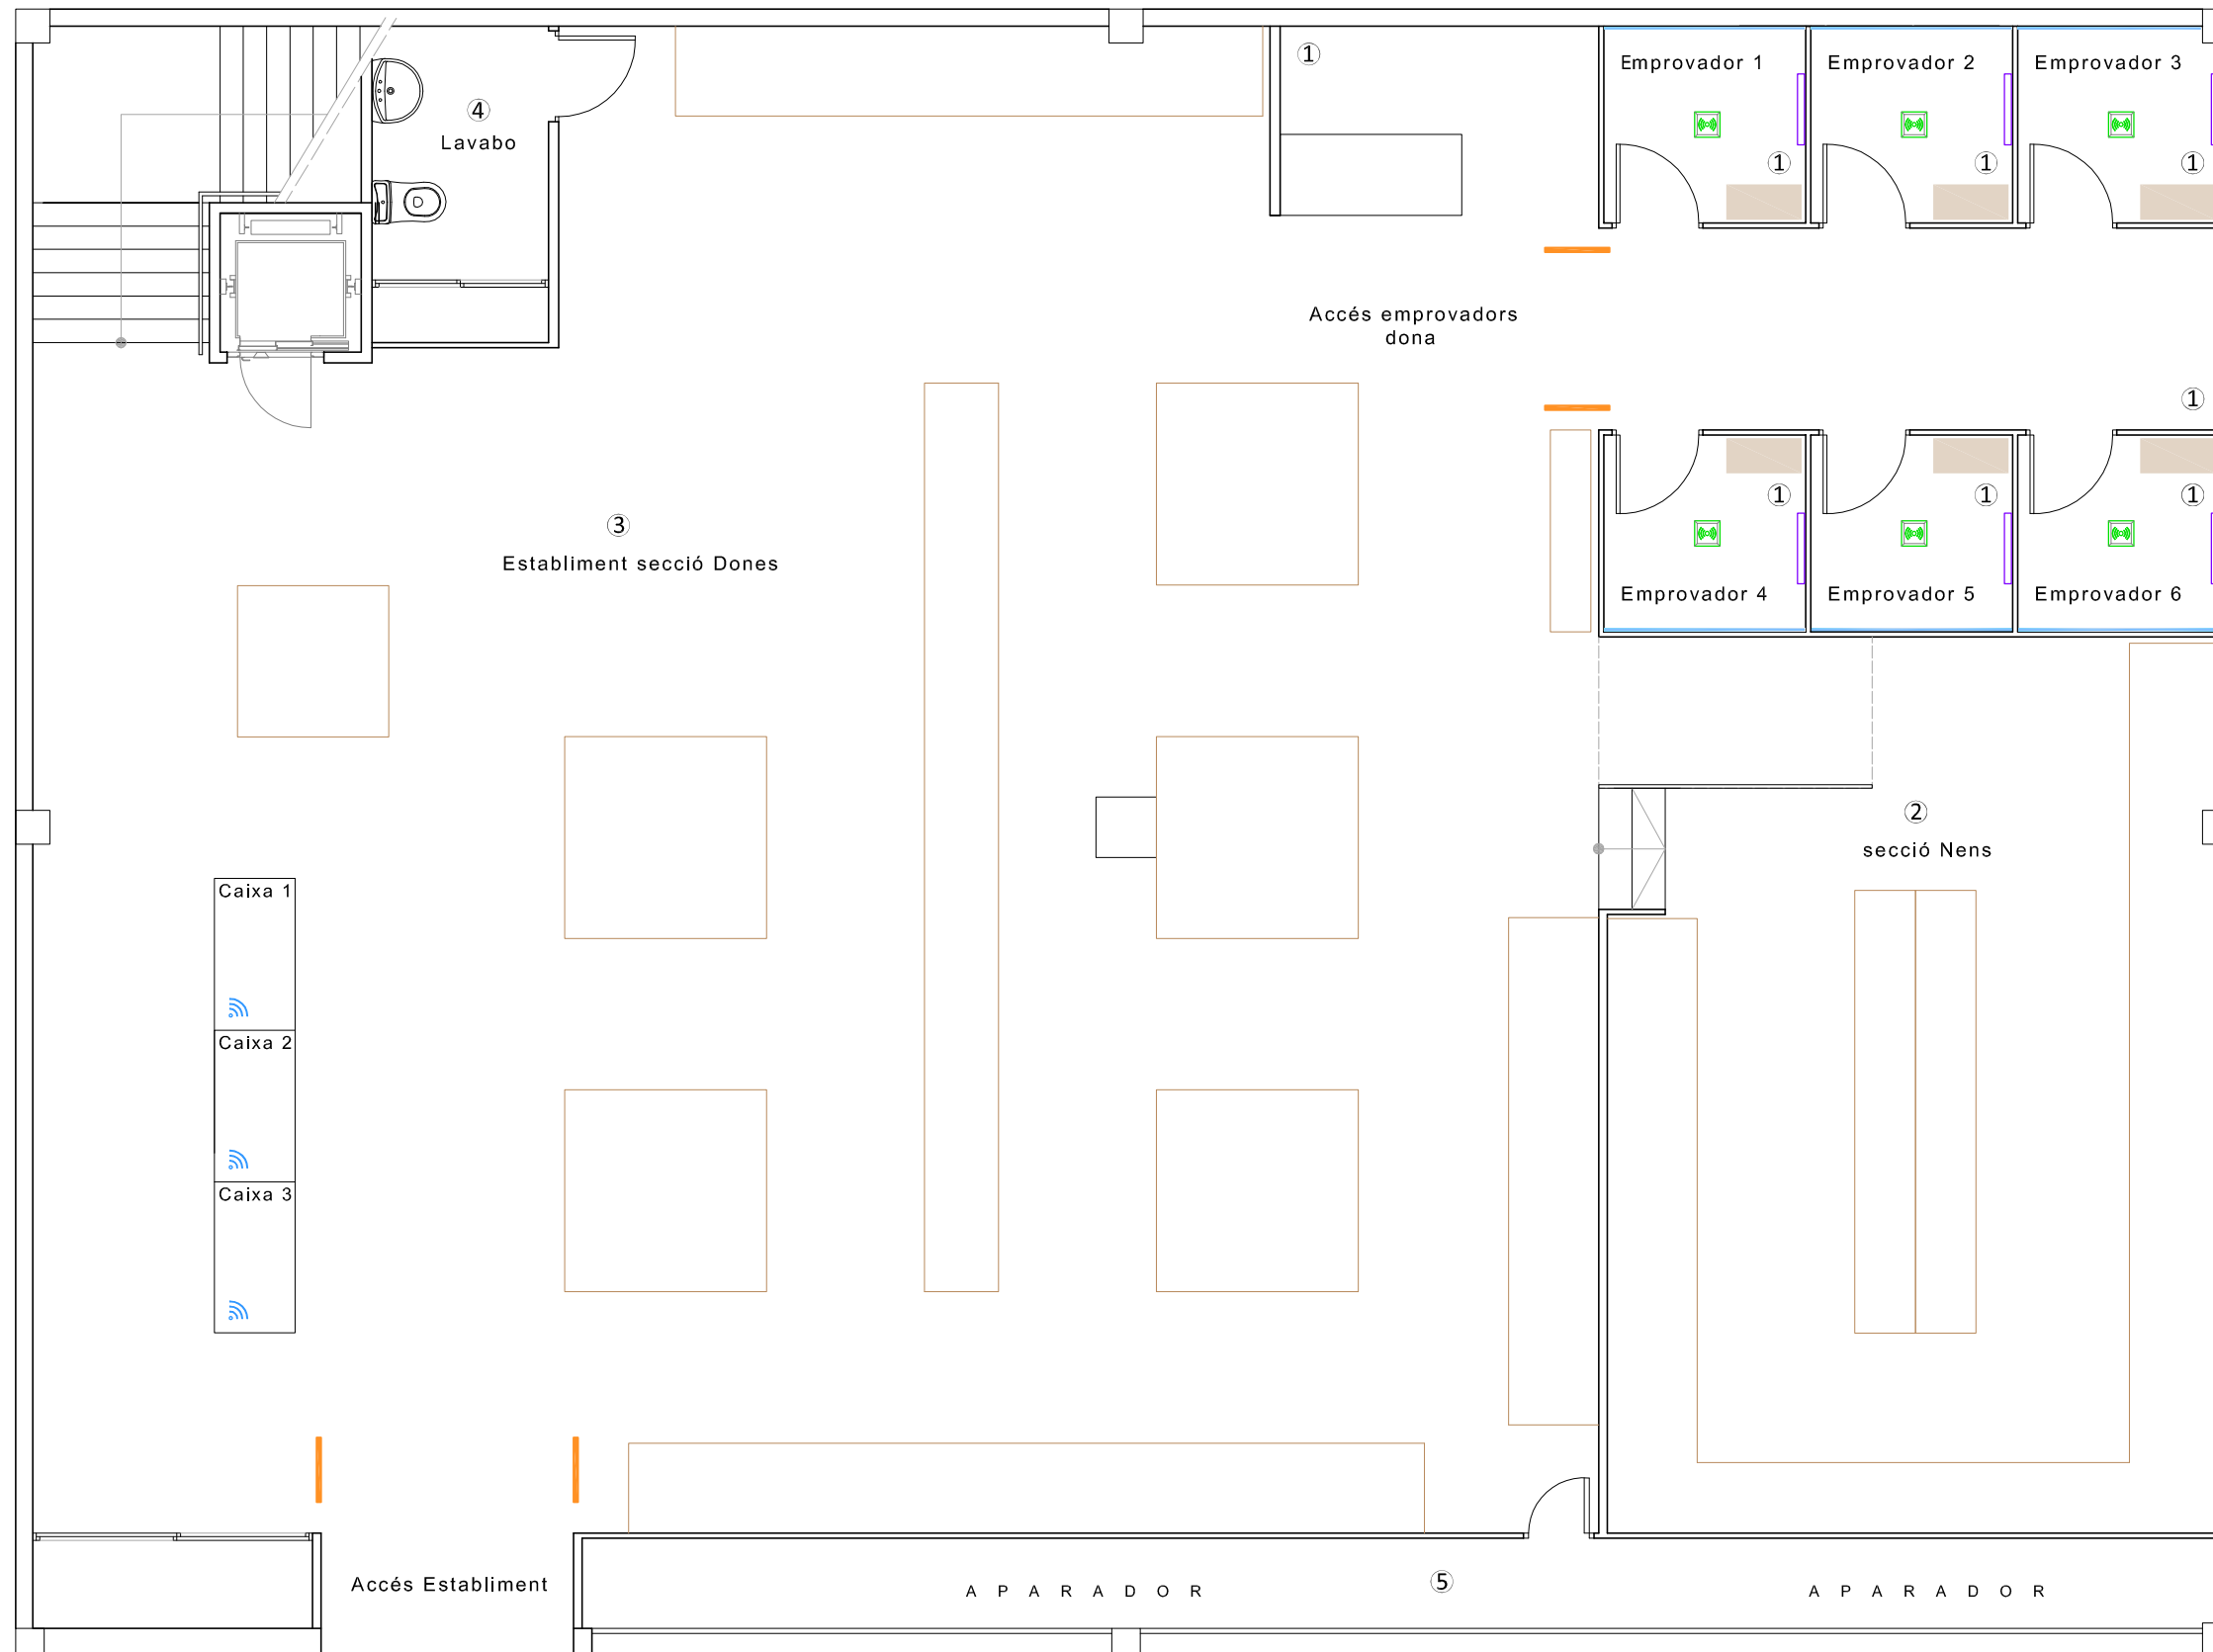 ①
Emprovador 1
Emprovador 2
Emprovador 3
④
Lavabo
①
①
①
Accés emprovadors
dona
①
①
①
①
③
Establiment secció Dones
Emprovador 4
Emprovador 5
Emprovador 6
②
secció Nens
Caixa 1
Caixa 2
Caixa 3
Accés Establiment
APARADOR
⑤
APARADOR